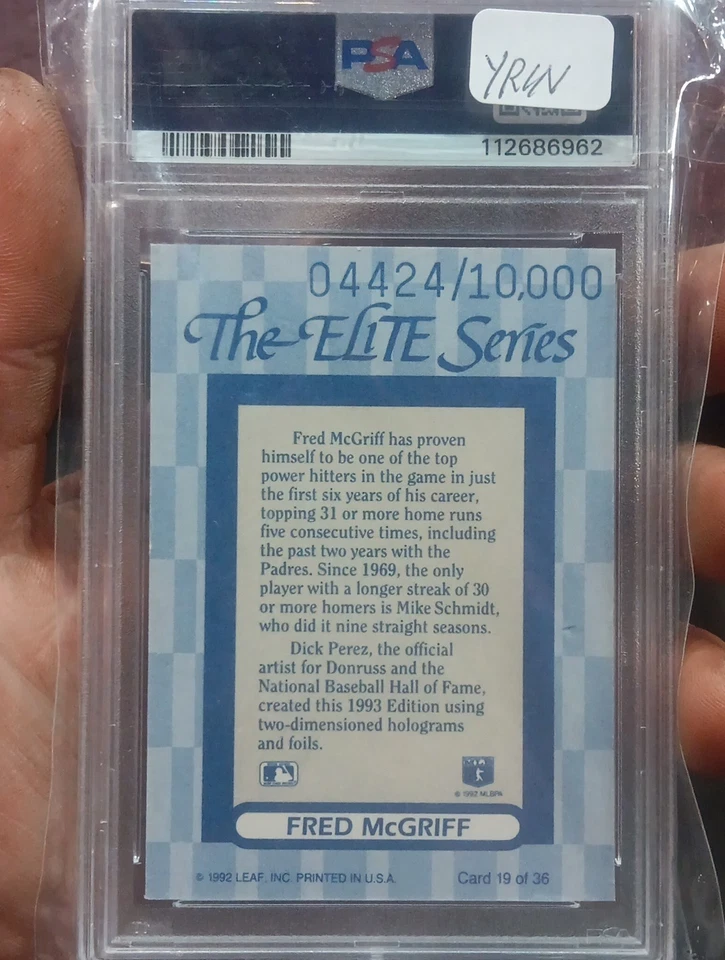 PSA
YRLN
112686962
04424/10,000
The ELITE Series
Fred McGriff has proven
himself to be one of the top
power hitters in the game in just
the first six years of his career,
topping 31 or more home runs
five consecutive times, including
the past two years with the
Padres. Since 1969, the only
player with a longer streak of 30
or more homers is Mike Schmidt,
who did it nine straight seasons.
Dick Perez, the official
artist for Donruss and the
National Baseball Hall of Fame,
created this 1993 Edition using
two-dimensioned holograms
and foils.
© 1992 MLBPA
FRED McGRIFF
© 1992 LEAF, INC. PRINTED IN U.S.A.
Card 19 of 36